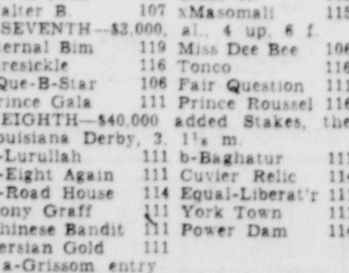 alter B. 107 xMasomali 115
SEVENTH—$3,000, al., 4 up, 6 f.
ernal Bim 119 Miss Dee Bee 106
resickle 116 Tonco 116
Que-B-Star 106 Fair Question 111
rince Gala 111 Prince Roussel 116
EIGHTH—$40,000 added Stakes, the
ouisiana Derby, 3, 1⅛ m.
-Lurullah 111 b-Baghatur 111
-Eight Again 111 Cuvier Relic 114
-Road House 114 Equal-Liberat'r 111
ony Graff 111 York Town 111
hinese Bandit 111 Power Dam 114
ersian Gold 111
a-Grissom entry